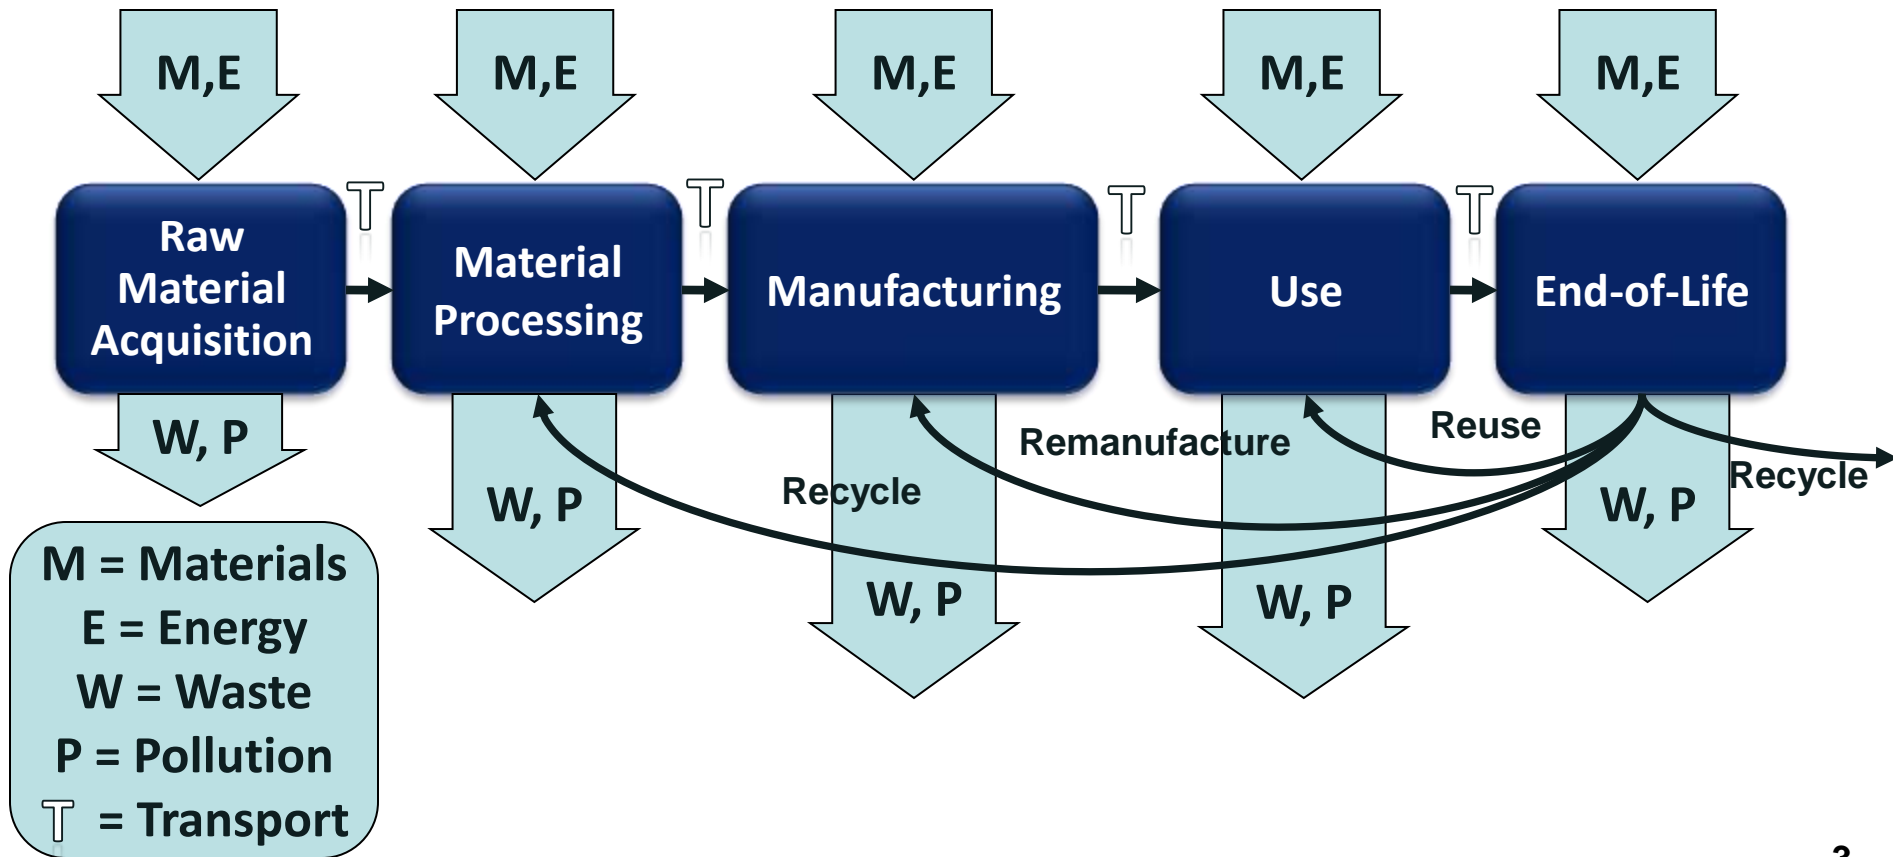 M,E
M,E
M,E
M,E
M,E
T
T
T
T
Raw
Material
Acquisition
Material
Processing
Manufacturing
Use
End-of-Life
W, P
W, P
W, P
W, P
W, P
Recycle
Remanufacture
Reuse
Recycle
M = Materials
E = Energy
W = Waste
P = Pollution
T = Transport
3